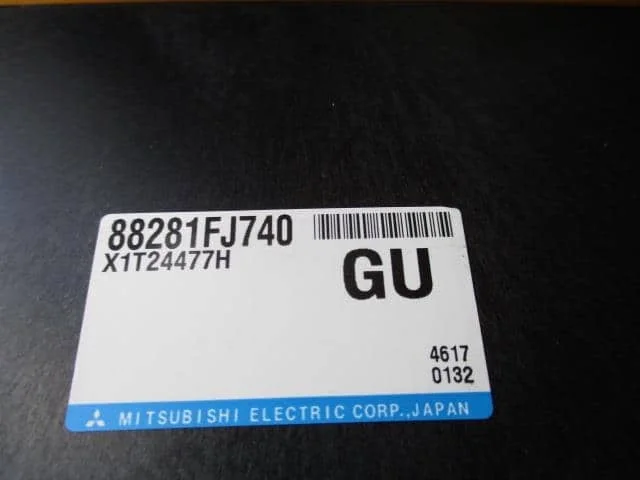 88281FJ740
X1T24477H
GU
4617
0132
MITSUBISHI ELECTRIC CORP.,JAPAN